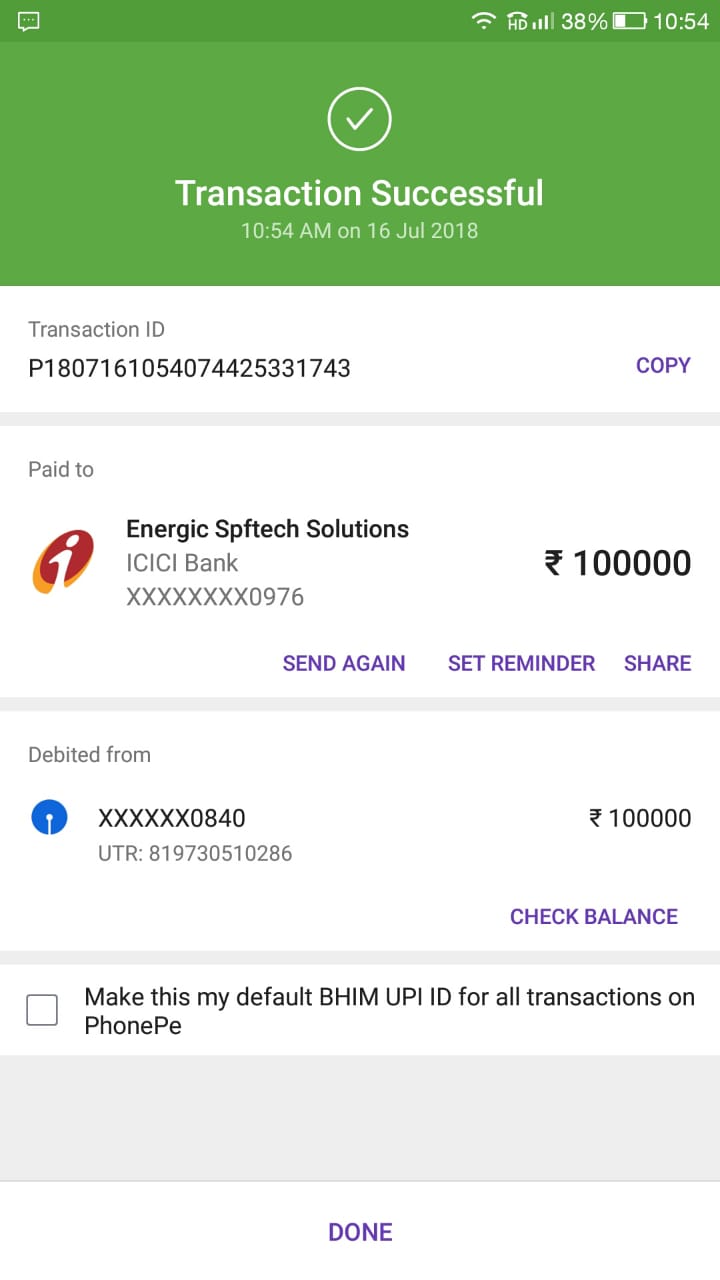 HD 38% 10:54
Transaction Successful
10:54 AM on 16 Jul 2018
Transaction ID
P1807161054074425331743
COPY
Paid to
Energic Spftech Solutions
ICICI Bank
XXXXXXXX0976
₹ 100000
SEND AGAIN SET REMINDER SHARE
Debited from
XXXXXX0840 ₹ 100000
UTR: 819730510286
CHECK BALANCE
Make this my default BHIM UPI ID for all transactions on
PhonePe
DONE